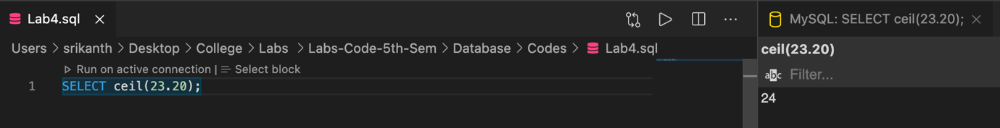 Lab4.sql
MySQL: SELECT ceil(23.20);
Users > srikanth > Desktop > College > Labs > Labs-Code-5th-Sem > Database > Codes > Lab4.sql
Run on active connection | Select block
1 SELECT ceil(23.20);
ceil(23.20)
abc Filter...
24